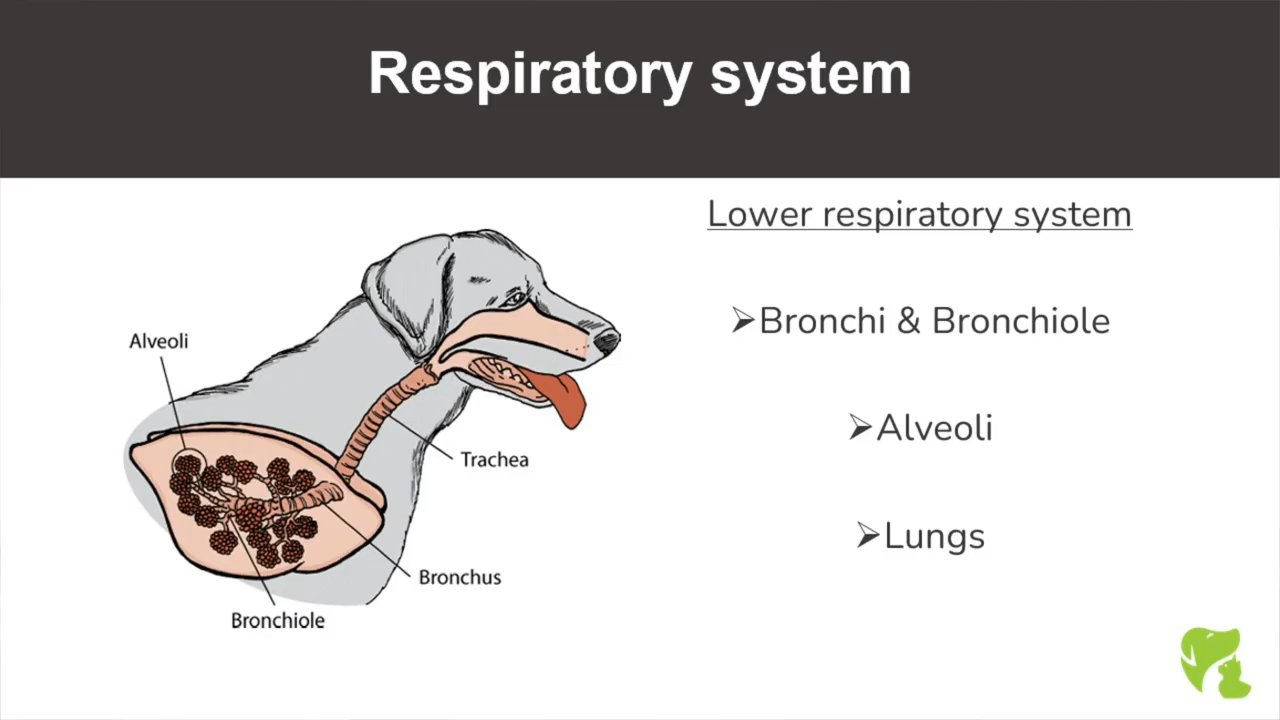 Respiratory system
Lower respiratory system
➢Bronchi & Bronchiole
➢Alveoli
➢Lungs
Alveoli
Trachea
Bronchus
Bronchiole